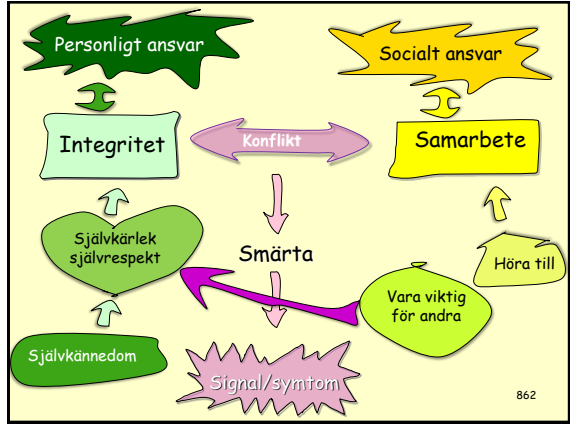 Personligt ansvar
Socialt ansvar
Integritet
Konflikt
Samarbete
Självkärlek
självrespekt
Smärta
Höra till
Vara viktig
för andra
Självkännedom
Signal/symtom
862